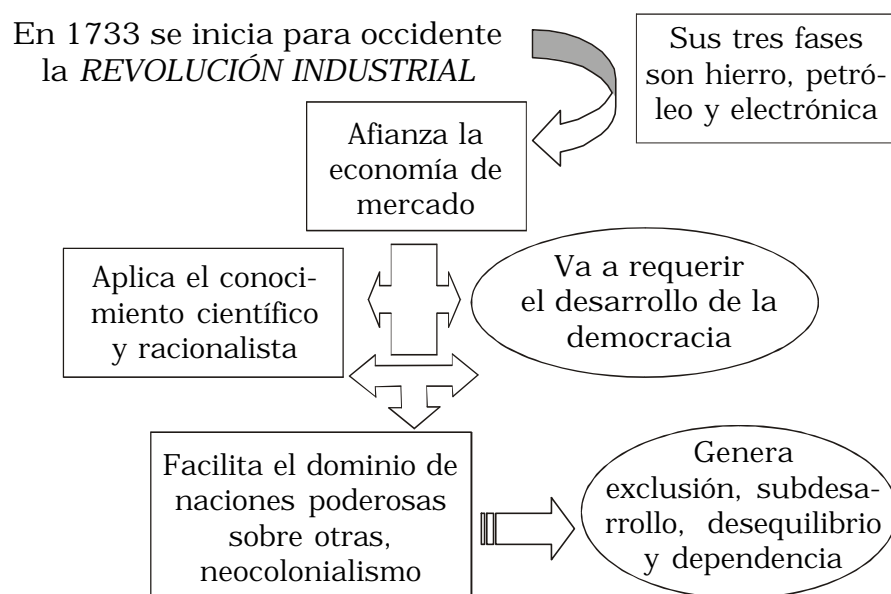 En 1733 se inicia para occidente
la REVOLUCIÓN INDUSTRIAL
Sus tres fases
son hierro, petró-
leo y electrónica
Afianza la
economía de
mercado
Aplica el conoci-
miento científico
y racionalista
Va a requerir
el desarrollo de la
democracia
Facilita el dominio de
naciones poderosas
sobre otras,
neocolonialismo
Genera
exclusión, subdesa-
rrollo, desequilibrio
y dependencia